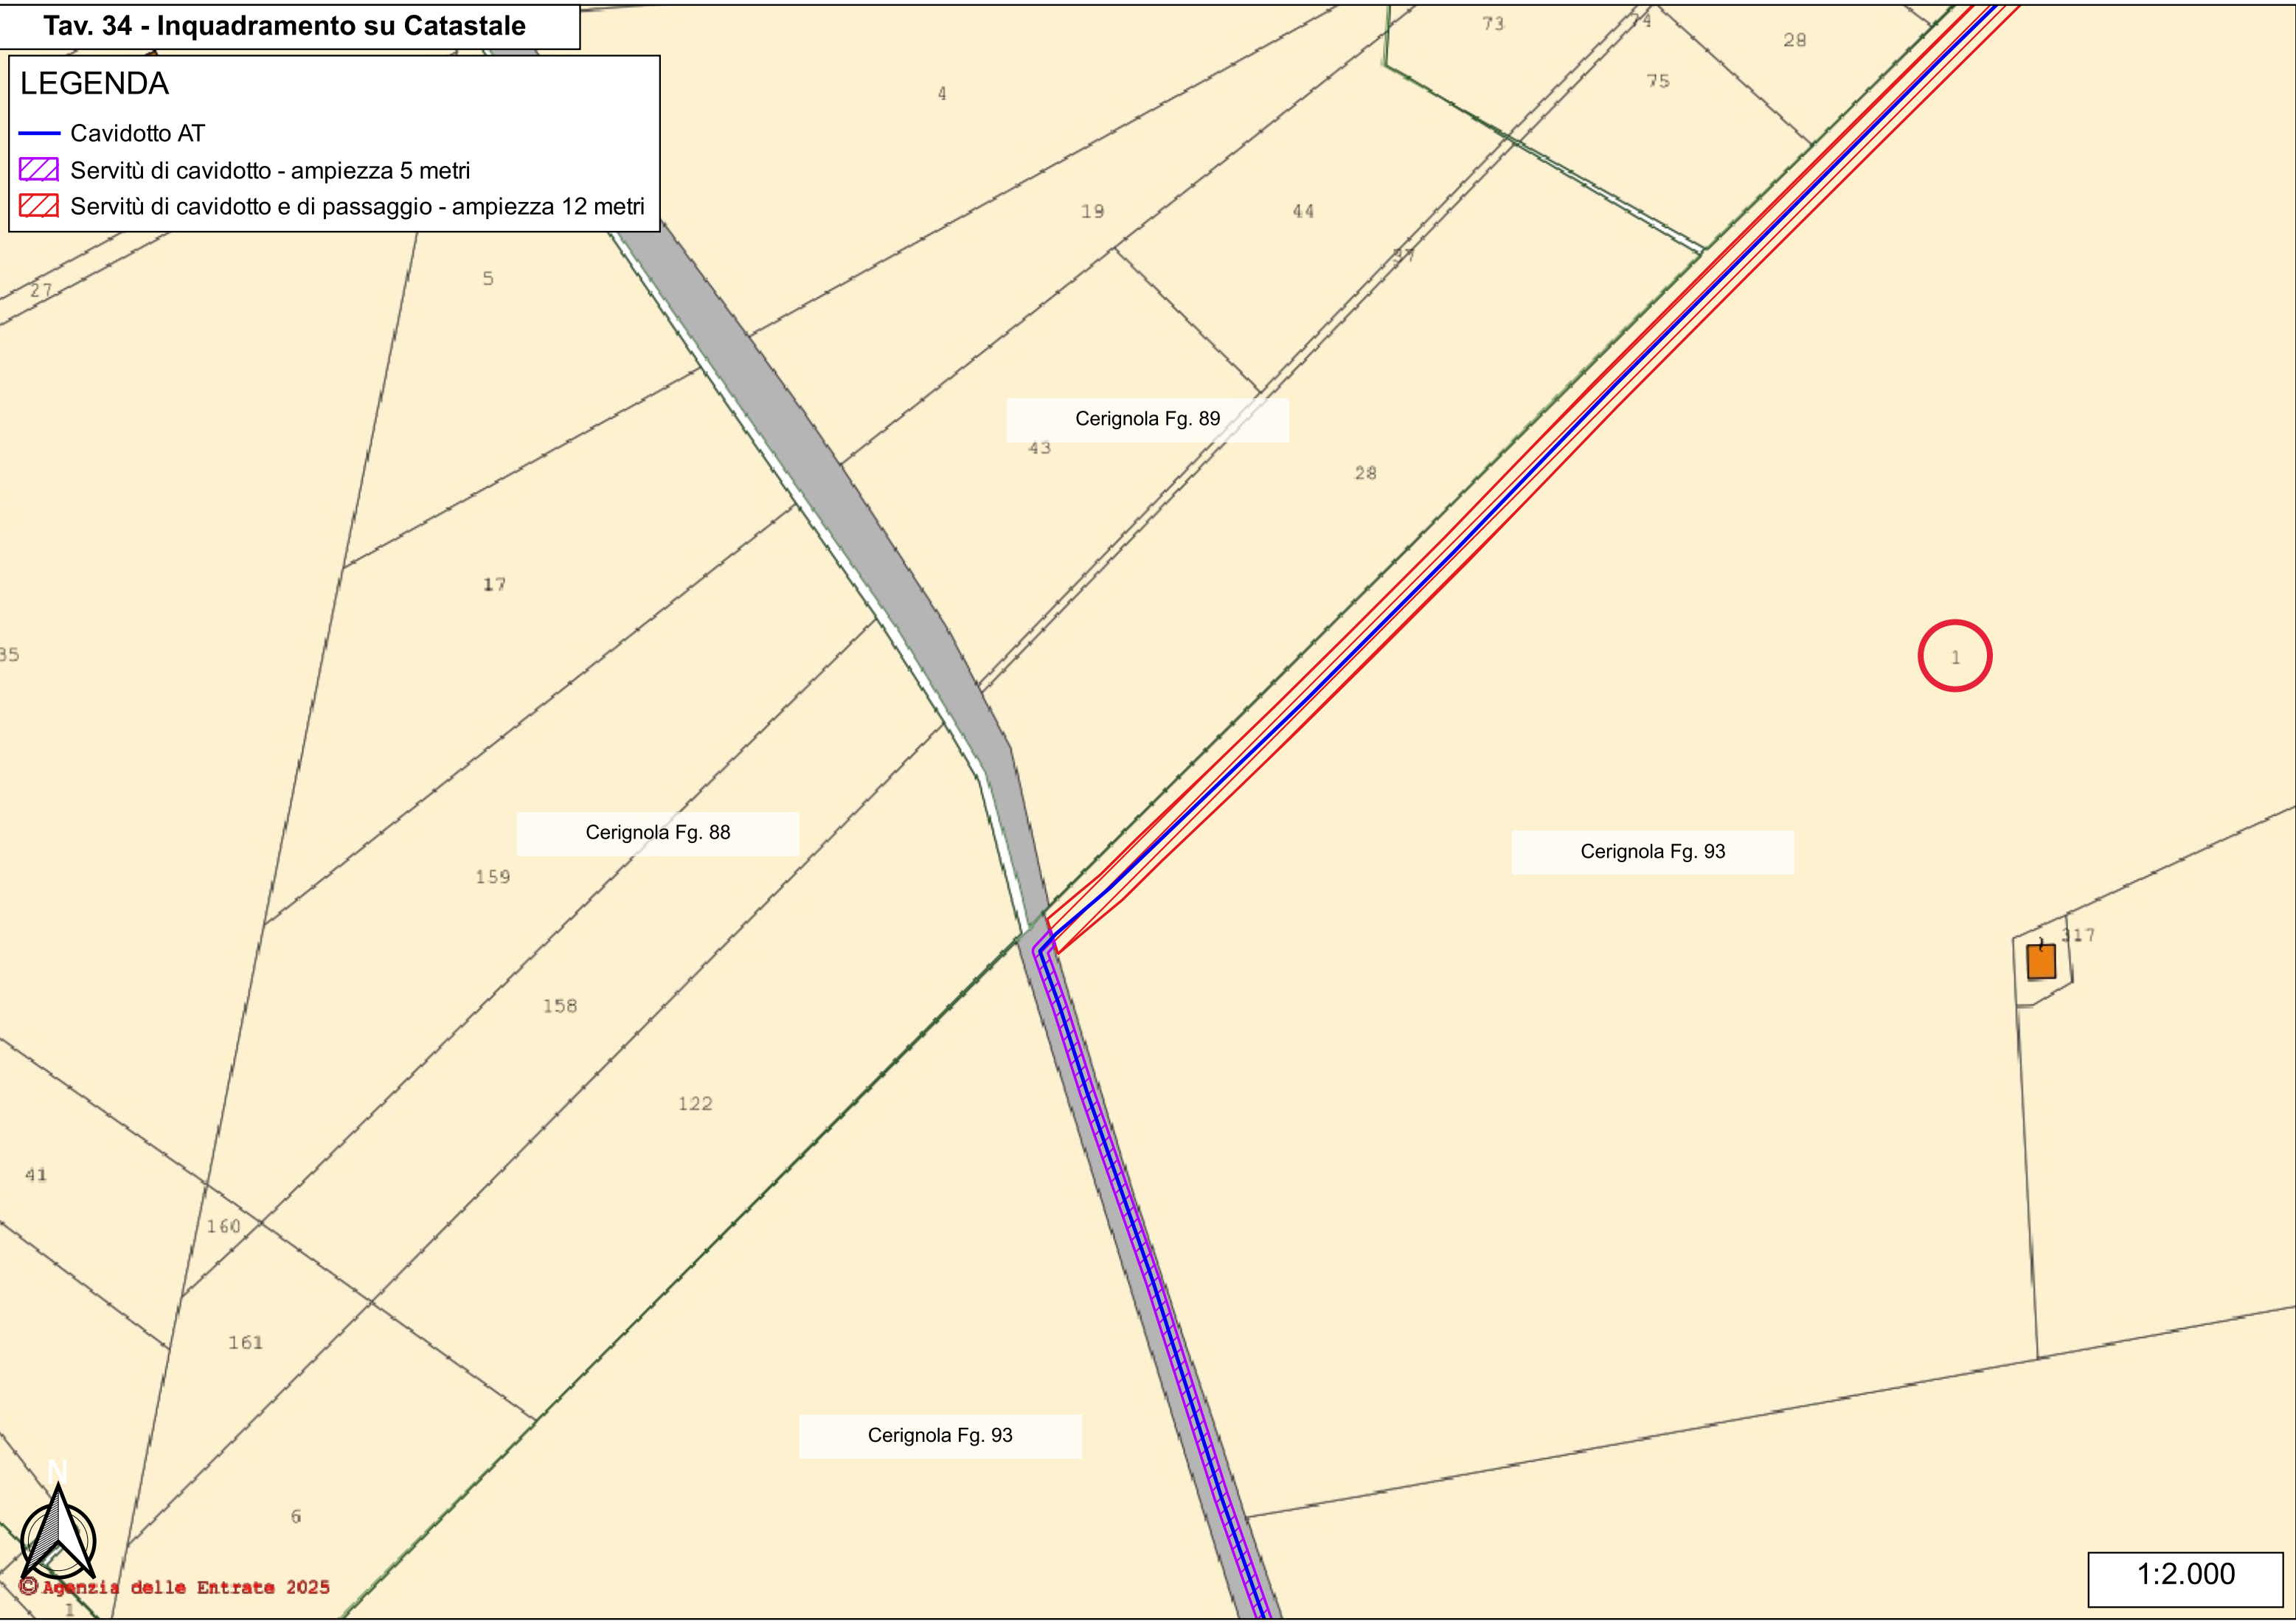 Tav. 34 - Inquadramento su Catastale
LEGENDA
Cavidotto AT
Servitù di cavidotto - ampiezza 5 metri
Servitù di cavidotto e di passaggio - ampiezza 12 metri
73
74
28
75
4
19
44
37
5
27
Cerignola Fg. 89
43
28
17
35
1
Cerignola Fg. 88
Cerignola Fg. 93
159
317
158
122
41
160
161
Cerignola Fg. 93
N
6
© Agenzia delle Entrate 2025
1
1:2.000